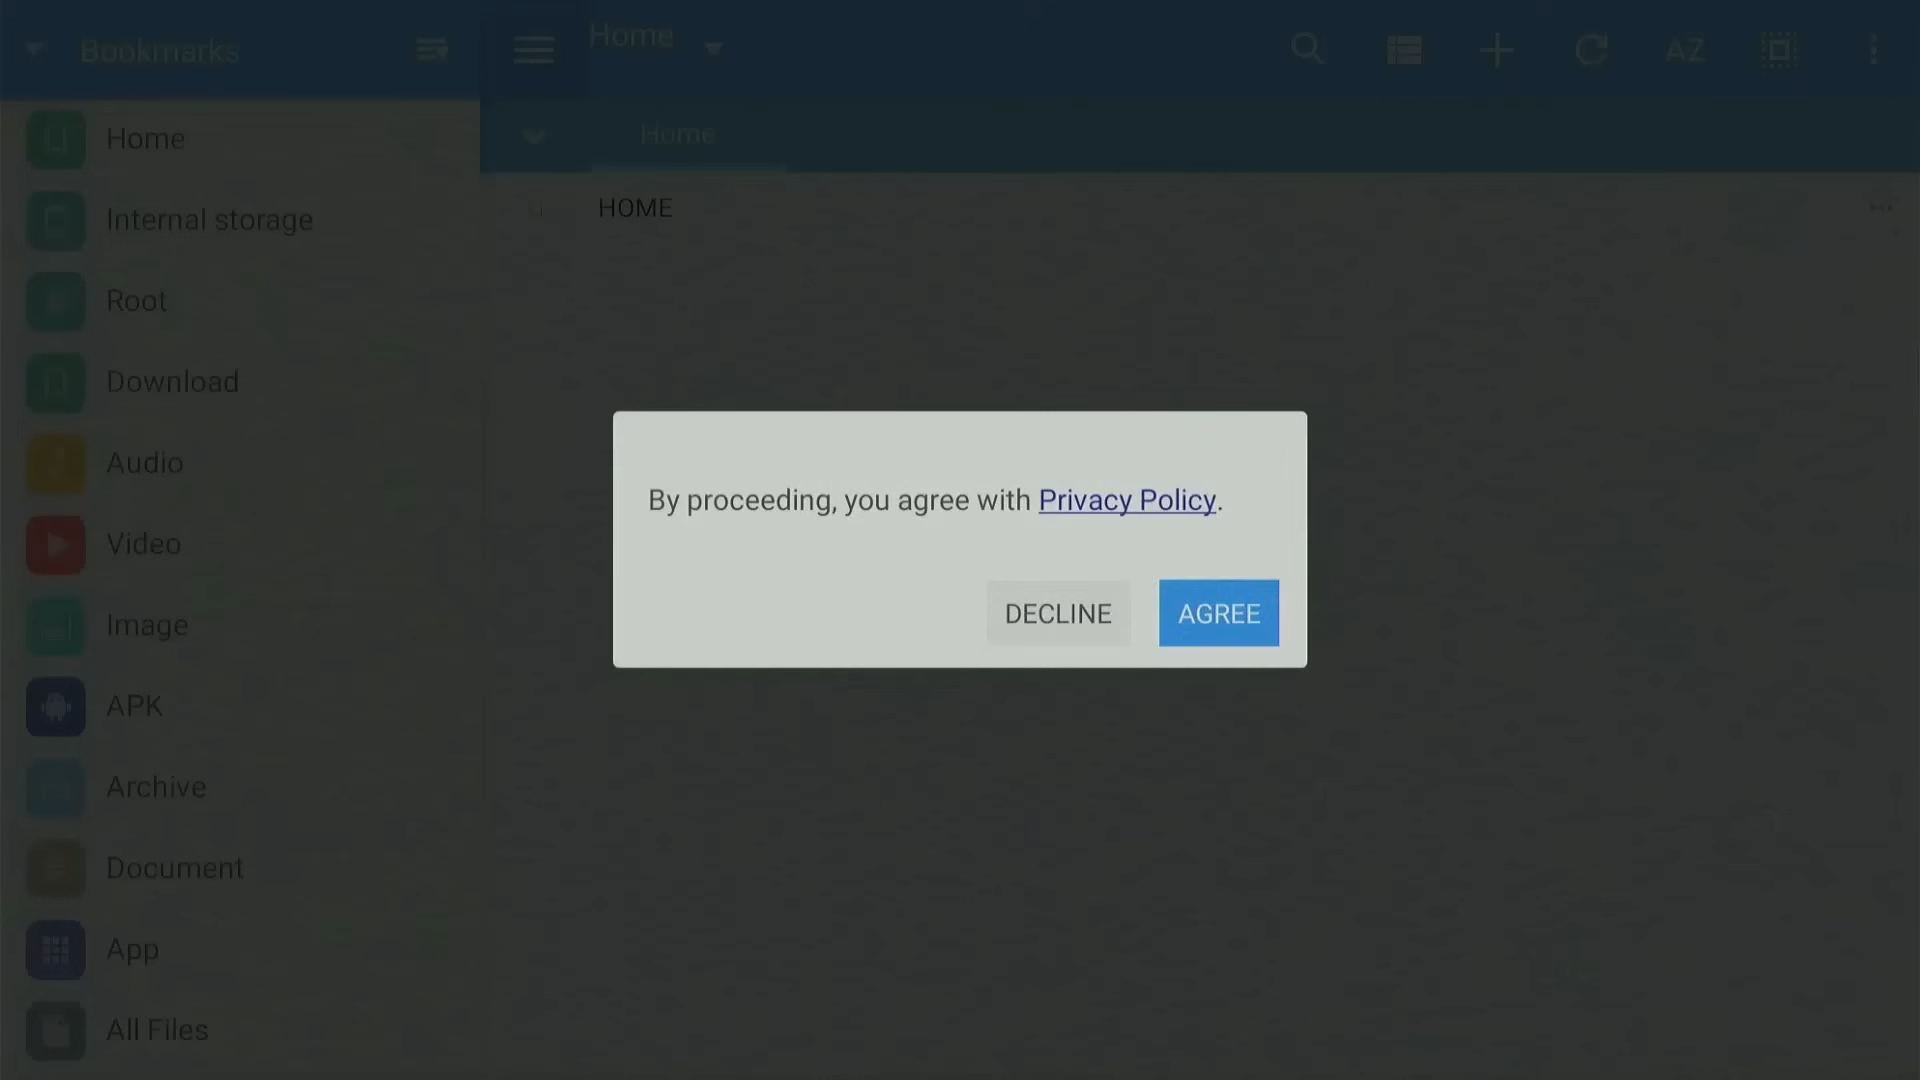 Bookmarks
Home
AZ
Home
Home
HOME
Internal storage
Root
Download
Audio
Video
Image
APK
Archive
Document
App
All Files
By proceeding, you agree with Privacy Policy.
DECLINE
AGREE